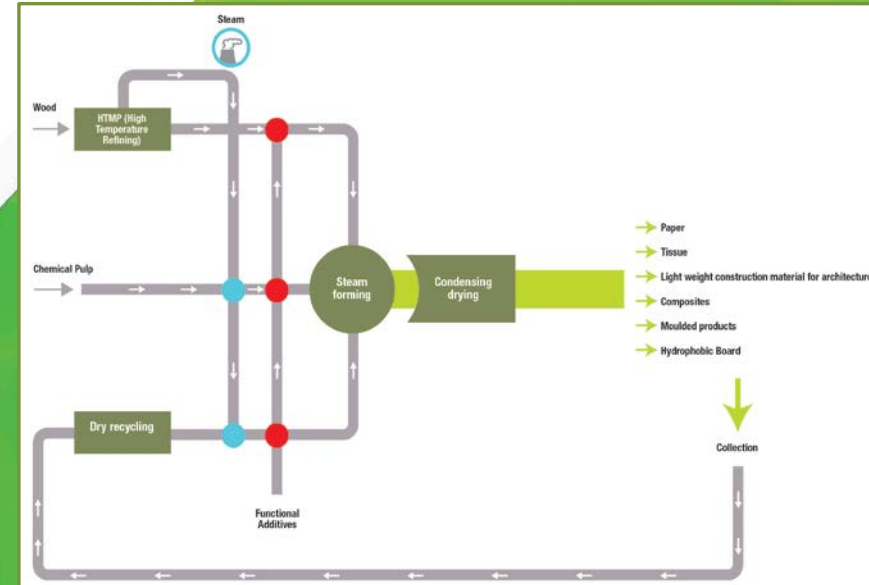 Steam
Wood
HTMP (High
Temperature
Refining)
Chemical Pulp
Steam
forming
Condensing
drying
Paper
Tissue
Light weight construction material for architecture
Composites
Moulded products
Hydrophobic Board
Dry recycling
Collection
Functional
Additives